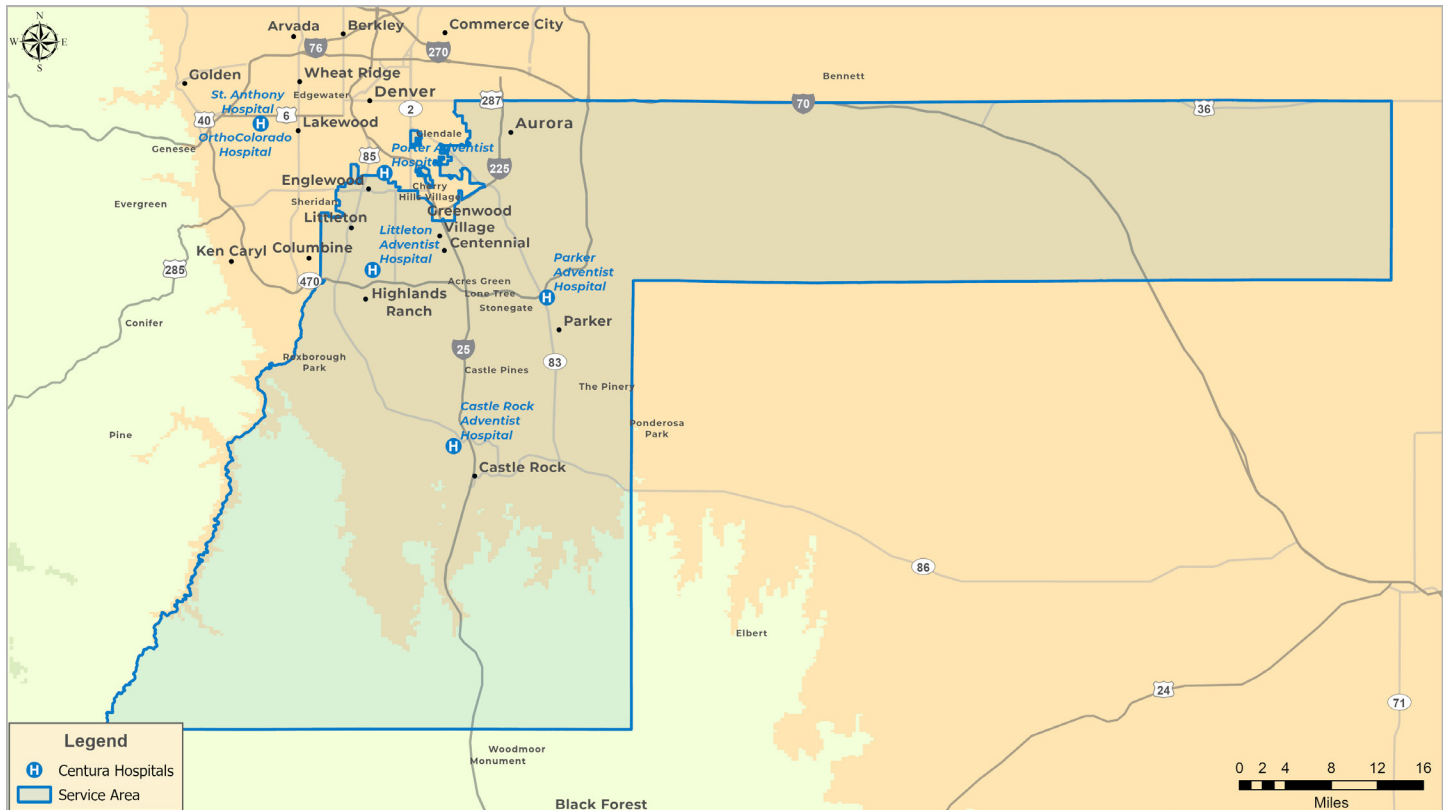 N
W E
S
Arvada
Berkley
Commerce City
76
270
Golden
Wheat Ridge
Bennett
St. Anthony
Hospital
Edgewater
Denver
287
70
36
2
40
6
Lakewood
Aurora
OrthoColorado
Hospital
Glendale
Genesee
85
Porter Adventist
Hospital
225
Englewood
Cherry
Hills Village
Evergreen
Sheridan
Greenwood
Village
Littleton
Littleton
Adventist
Hospital
Centennial
Ken Caryl
Columbine
285
470
Parker
Adventist
Hospital
Acres Green
Lone Tree
Stonegate
Highlands
Ranch
Conifer
Parker
25
83
Roxborough
Park
Castle Pines
The Pinery
Castle Rock
Adventist
Hospital
Ponderosa
Park
Pine
Castle Rock
86
Elbert
24
71
Woodmoor
Monument
Black Forest
Legend
H Centura Hospitals
Service Area
0 2 4 8 12 16
Miles